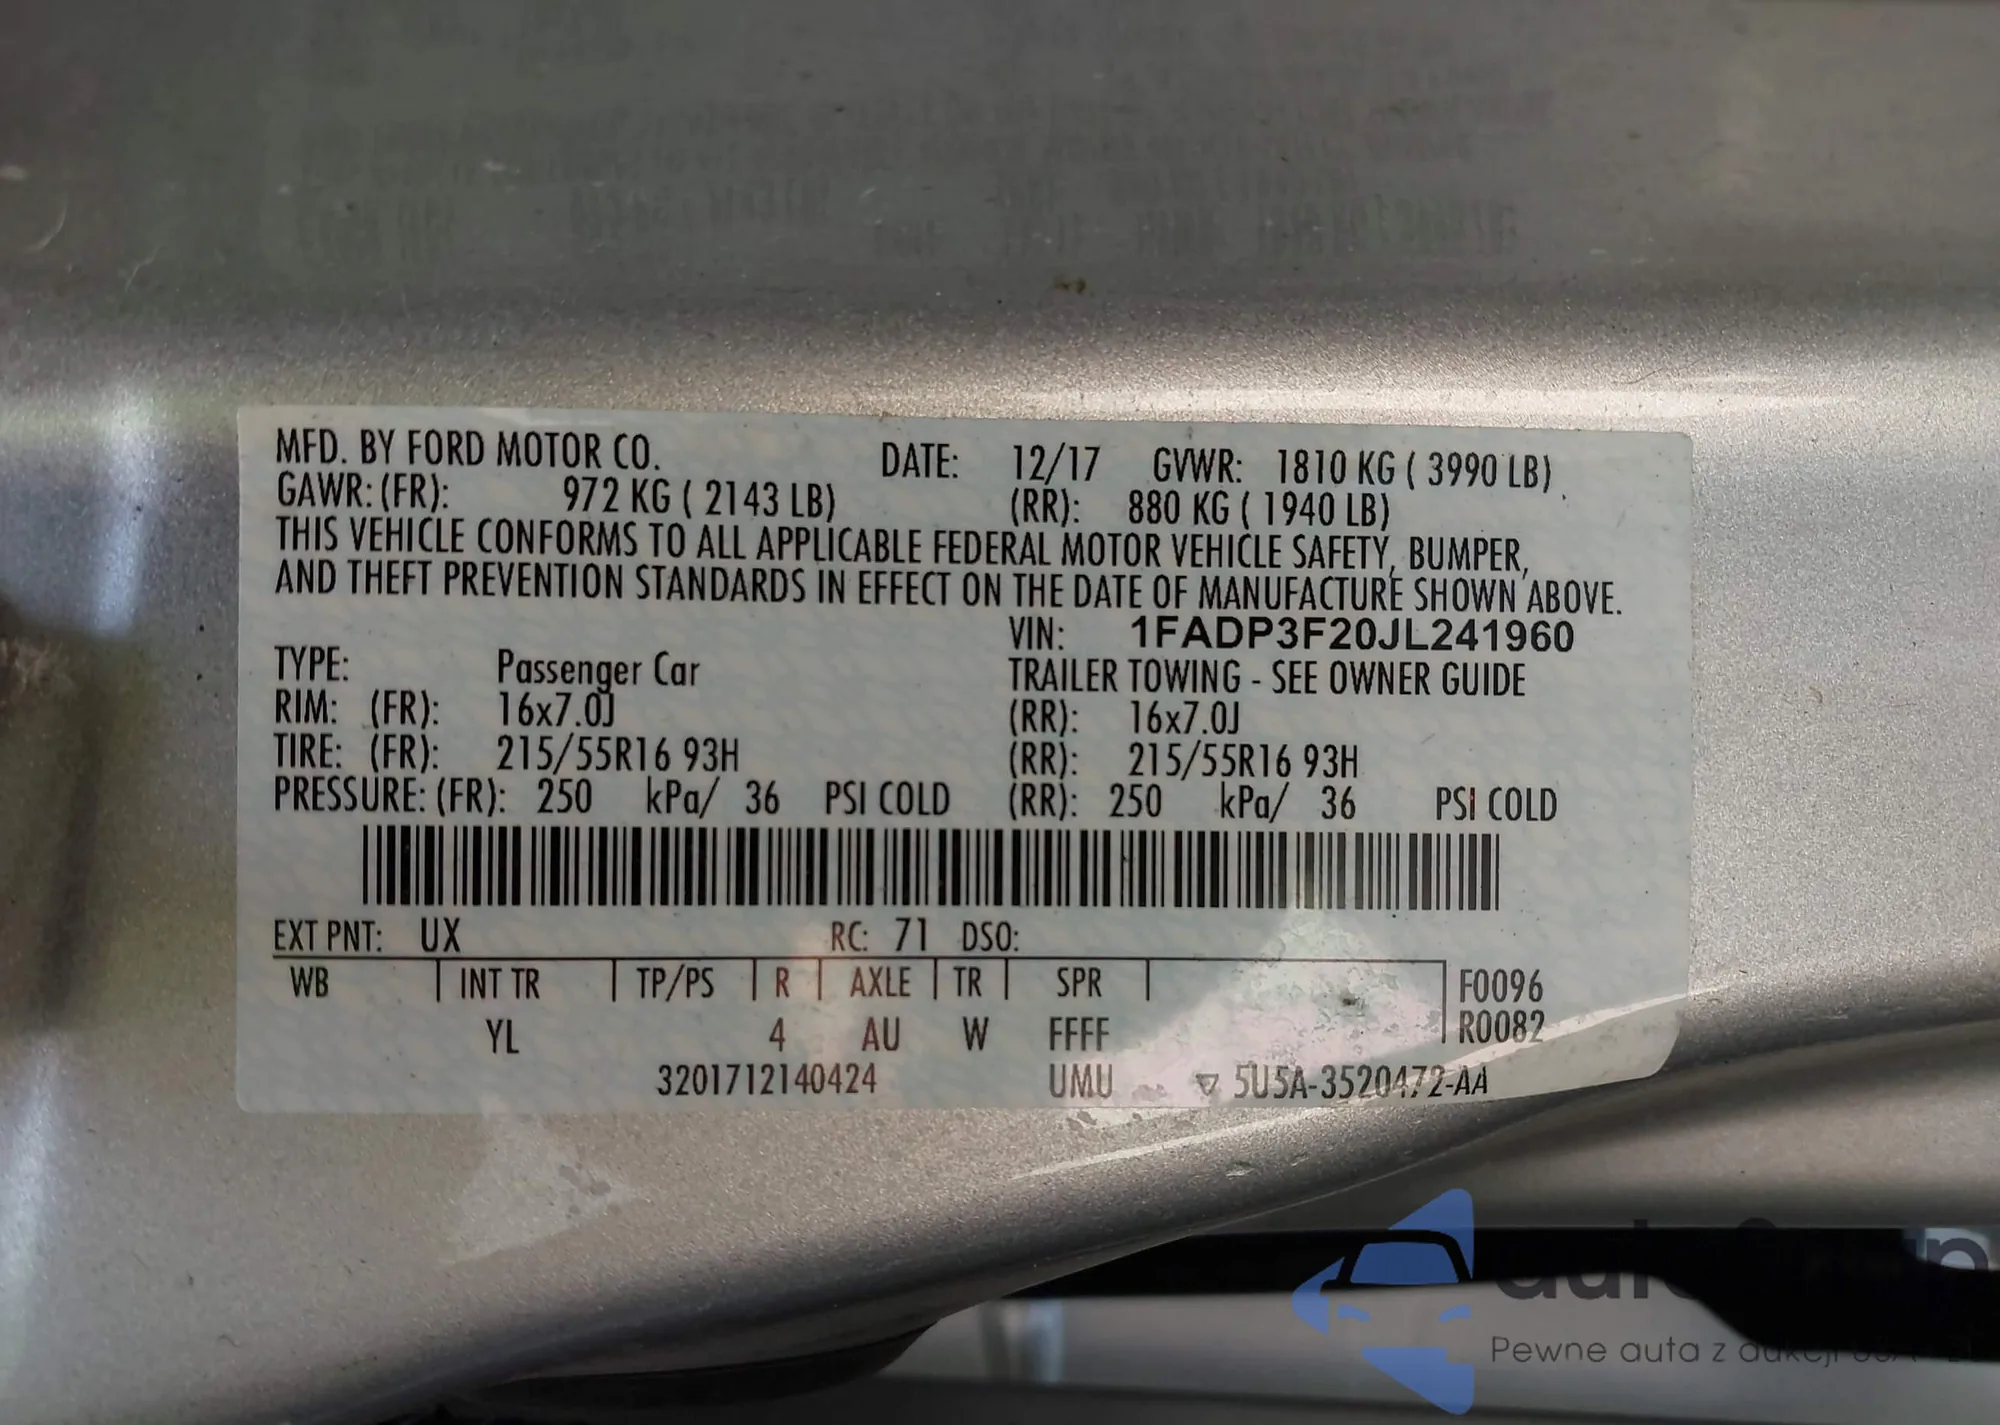 MFD. BY FORD MOTOR CO. DATE: 12/17 GVWR: 1810 KG ( 3990 LB)
GAWR: (FR): 972 KG ( 2143 LB) (RR): 880 KG ( 1940 LB)
THIS VEHICLE CONFORMS TO ALL APPLICABLE FEDERAL MOTOR VEHICLE SAFETY, BUMPER,
AND THEFT PREVENTION STANDARDS IN EFFECT ON THE DATE OF MANUFACTURE SHOWN ABOVE.
VIN: 1FADP3F20JL241960
TYPE: Passenger Car TRAILER TOWING - SEE OWNER GUIDE
RIM: (FR): 16x7.0J (RR): 16x7.0J
TIRE: (FR): 215/55R16 93H (RR): 215/55R16 93H
PRESSURE: (FR): 250 kPa/ 36 PSI COLD (RR): 250 kPa/ 36 PSI COLD
EXT PNT: UX RC: 71 DSO:
WB INT TR TP/PS R AXLE TR SPR F0096
YL 4 AU W FFFF R0082
3201712140424 UMU ▽ 5U5A-3520472-AA
Pewne auta z aukcji